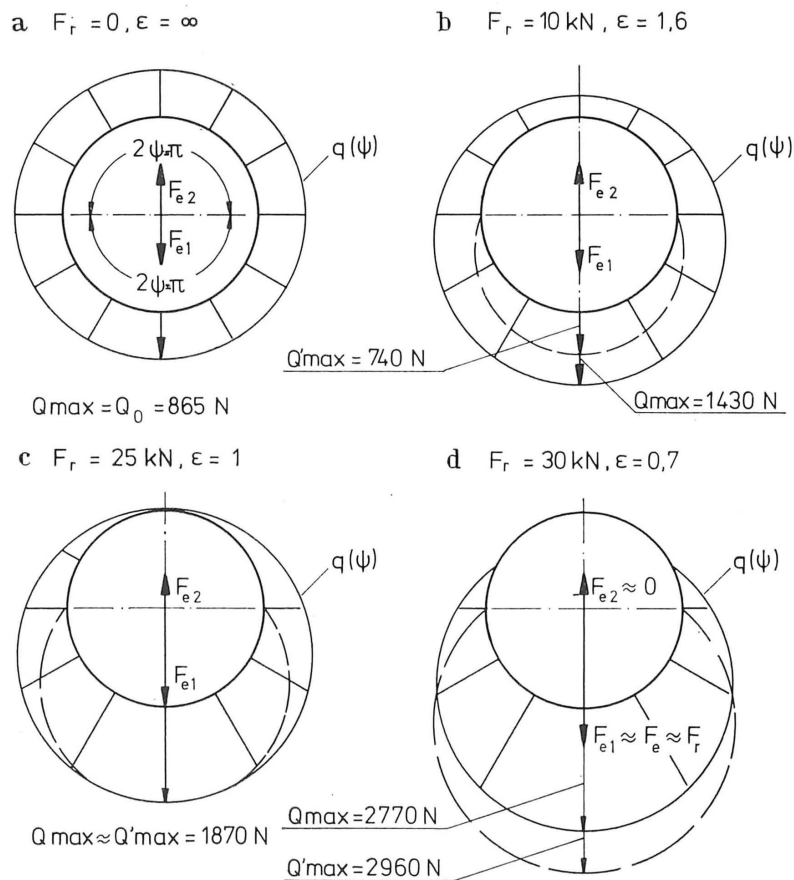 a F_r = 0, ε = ∞
q(ψ)
2ψ=π
F_e2
F_e1
2ψ=π
Qmax = Q_0 = 865 N
b F_r = 10 kN, ε = 1,6
q(ψ)
F_e2
F_e1
Q'max = 740 N
Qmax=1430 N
c F_r = 25 kN, ε = 1
q(ψ)
F_e2
F_e1
Qmax≈Q'max = 1870 N
d F_r = 30 kN, ε=0,7
q(ψ)
F_e2 ≈ 0
F_e1 ≈ F_e ≈ F_r
Qmax=2770 N
Q'max=2960 N